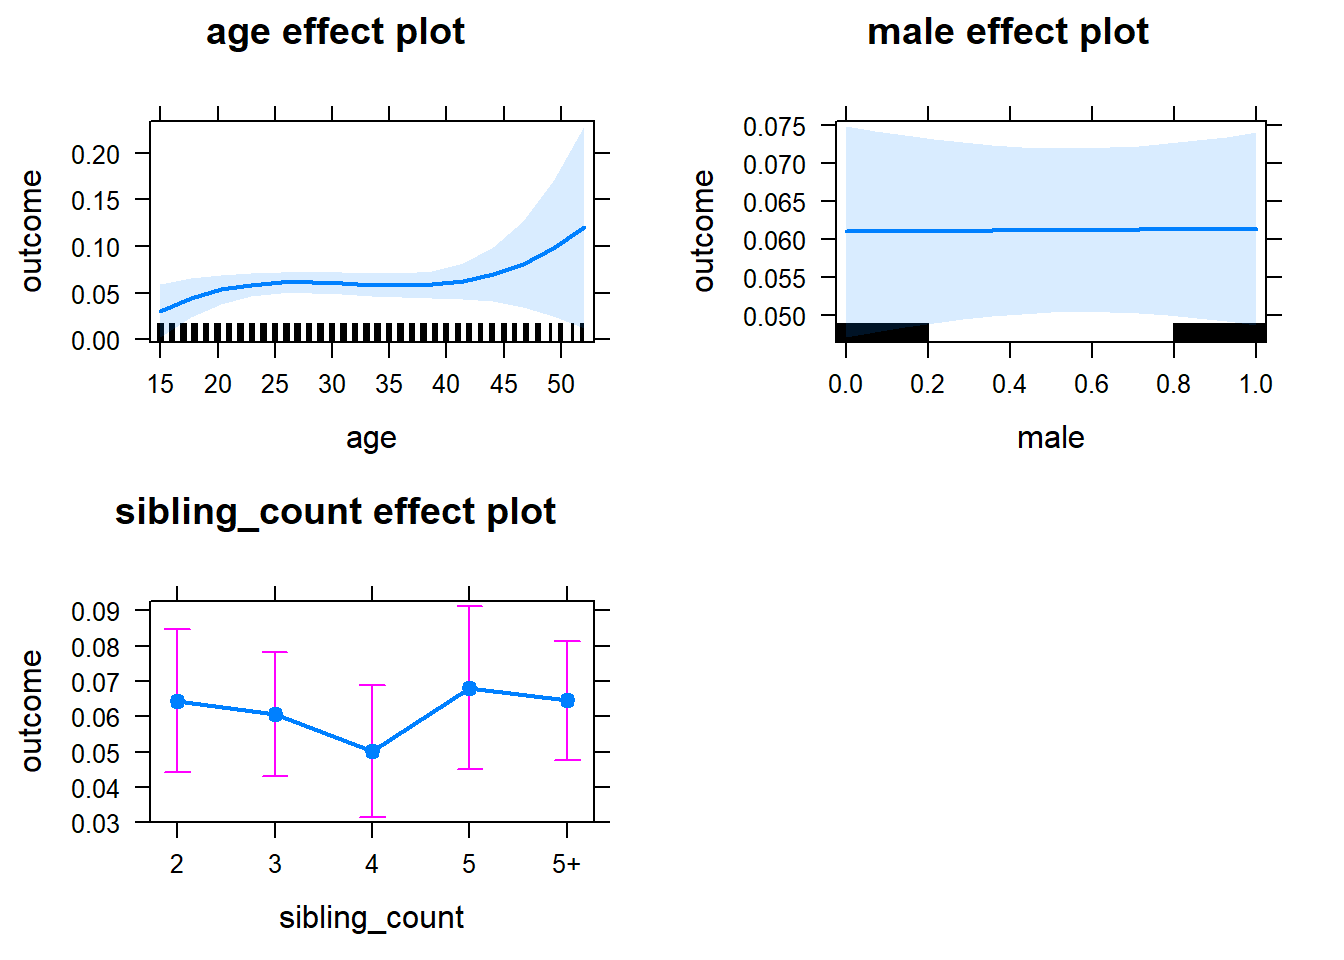 age effect plot
outcome
0.20
0.15
0.10
0.05
0.00
15 20 25 30 35 40 45 50
age
male effect plot
outcome
0.075
0.070
0.065
0.060
0.055
0.050
0.0 0.2 0.4 0.6 0.8 1.0
male
sibling_count effect plot
outcome
0.09
0.08
0.07
0.06
0.05
0.04
0.03
2 3 4 5 5+
sibling_count